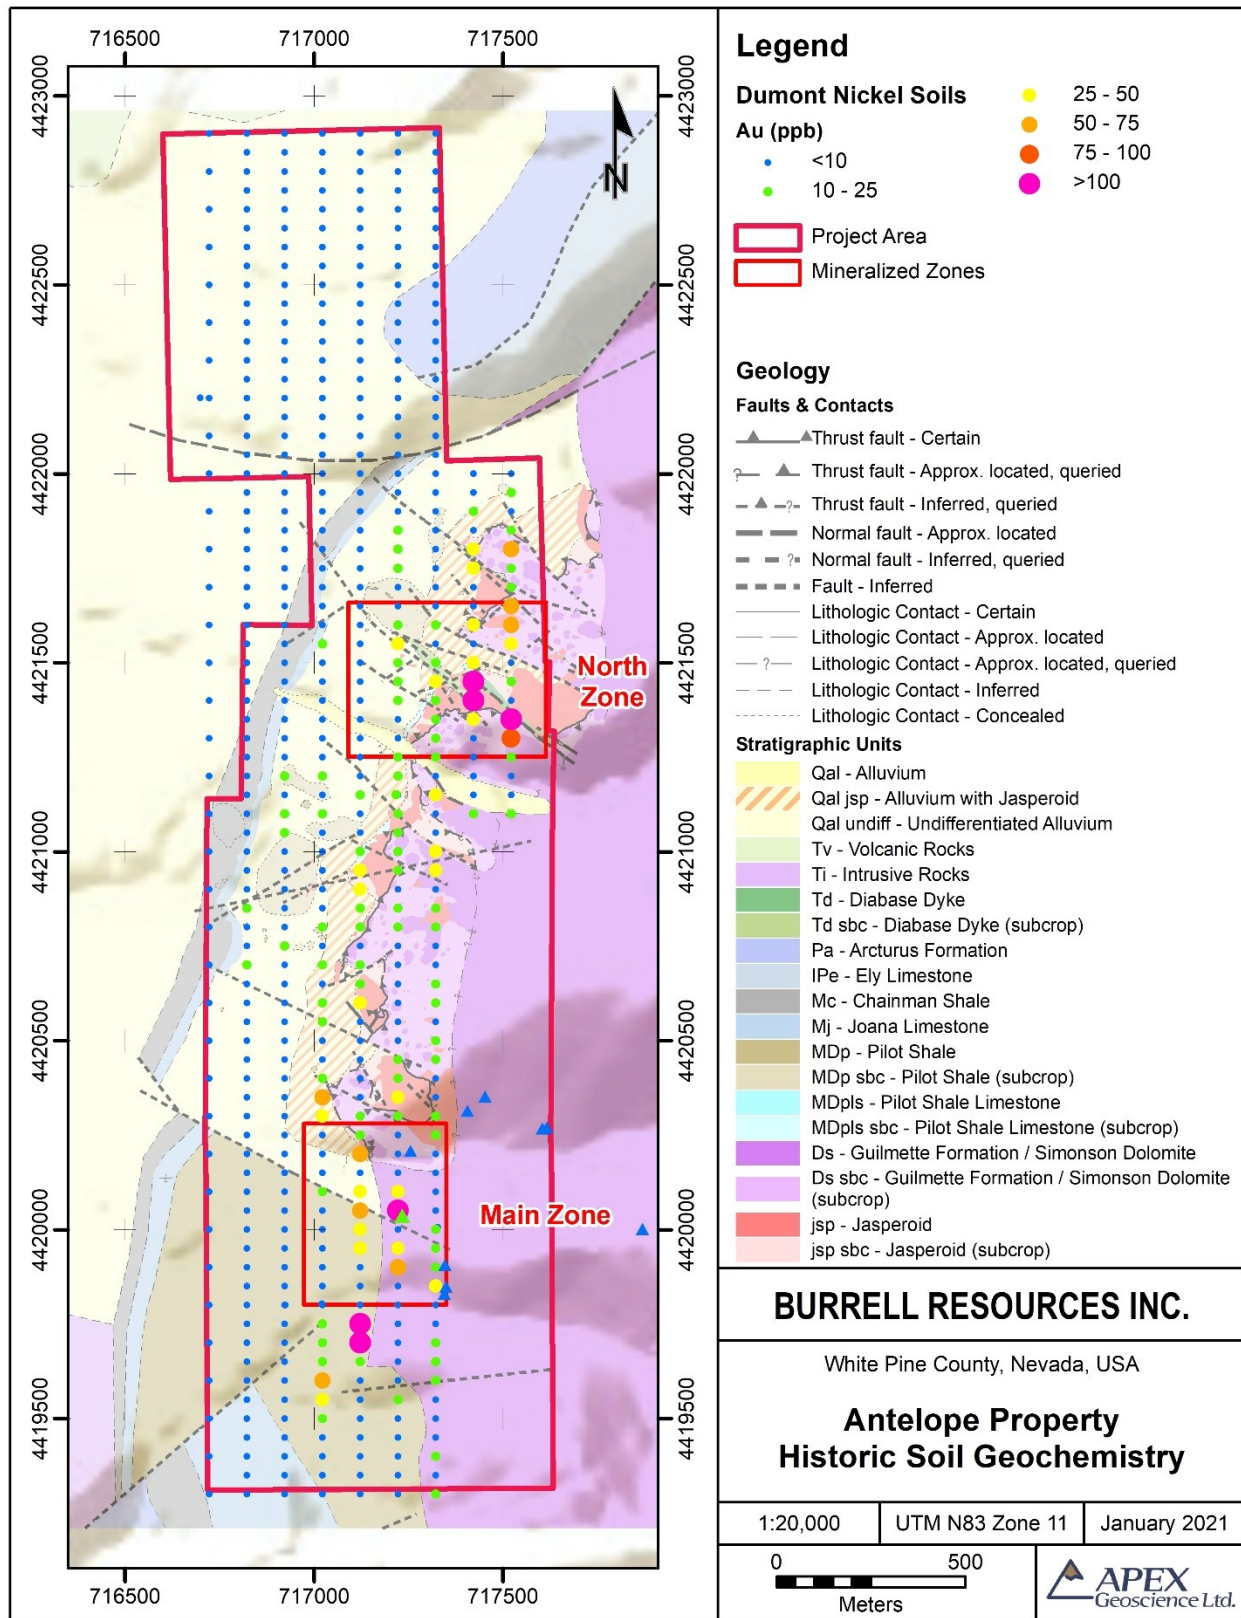 716500 717000 717500
4423000
4422500
4422000
4421500
4421000
4420500
4420000
4419500
4423000
4422500
4422000
4421500
4421000
4420500
4420000
4419500
N
North
Zone
Main Zone
716500 717000 717500
Legend
Dumont Nickel Soils
Au (ppb)
<10
10 - 25
25 - 50
50 - 75
75 - 100
>100
Project Area
Mineralized Zones
Geology
Faults & Contacts
Thrust fault - Certain
? Thrust fault - Approx. located, queried
? Thrust fault - Inferred, queried
Normal fault - Approx. located
? Normal fault - Inferred, queried
Fault - Inferred
Lithologic Contact - Certain
Lithologic Contact - Approx. located
? Lithologic Contact - Approx. located, queried
Lithologic Contact - Inferred
Lithologic Contact - Concealed
Stratigraphic Units
Qal - Alluvium
Qal jsp - Alluvium with Jasperoid
Qal undiff - Undifferentiated Alluvium
Tv - Volcanic Rocks
Ti - Intrusive Rocks
Td - Diabase Dyke
Td sbc - Diabase Dyke (subcrop)
Pa - Arcturus Formation
IPe - Ely Limestone
Mc - Chainman Shale
Mj - Joana Limestone
MDp - Pilot Shale
MDp sbc - Pilot Shale (subcrop)
MDpls - Pilot Shale Limestone
MDpls sbc - Pilot Shale Limestone (subcrop)
Ds - Guilmette Formation / Simonson Dolomite
Ds sbc - Guilmette Formation / Simonson Dolomite
(subcrop)
jsp - Jasperoid
jsp sbc - Jasperoid (subcrop)
BURRELL RESOURCES INC.
White Pine County, Nevada, USA
Antelope Property
Historic Soil Geochemistry
1:20,000 UTM N83 Zone 11 January 2021
0 500
Meters
APEX
Geoscience Ltd.